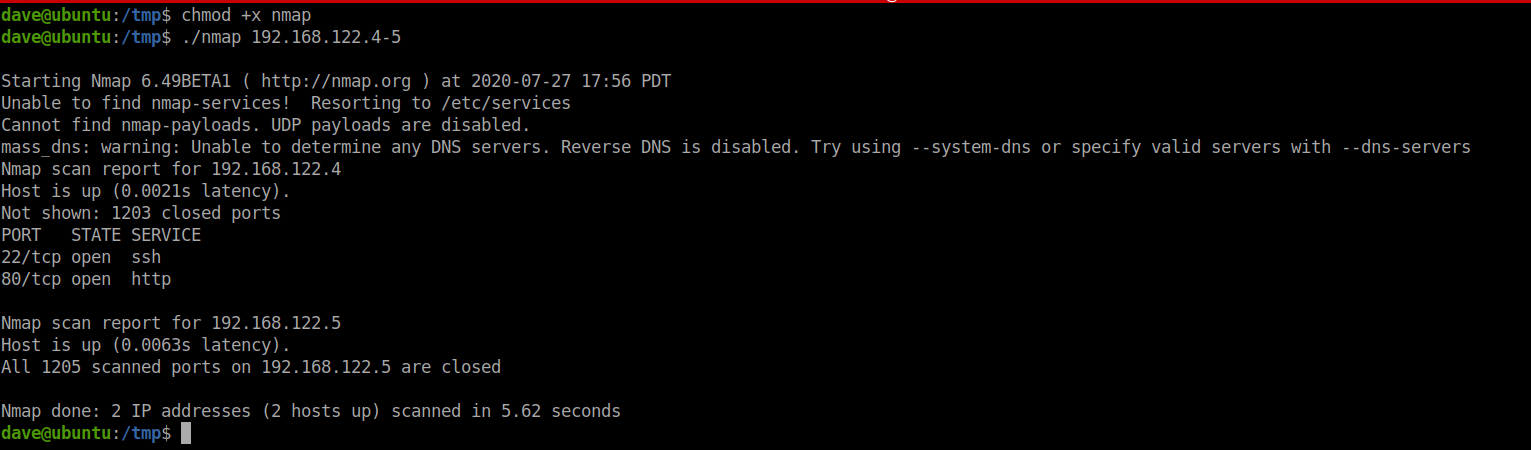 dave@ubuntu:/tmp$ chmod +x nmap
dave@ubuntu:/tmp$ ./nmap 192.168.122.4-5
Starting Nmap 6.49BETA1 ( http://nmap.org ) at 2020-07-27 17:56 PDT
Unable to find nmap-services!  Resorting to /etc/services
Cannot find nmap-payloads. UDP payloads are disabled.
mass_dns: warning: Unable to determine any DNS servers. Reverse DNS is disabled. Try using --system-dns or specify valid servers with --dns-servers
Nmap scan report for 192.168.122.4
Host is up (0.0021s latency).
Not shown: 1203 closed ports
PORT   STATE SERVICE
22/tcp open  ssh
80/tcp open  http
Nmap scan report for 192.168.122.5
Host is up (0.0063s latency).
All 1205 scanned ports on 192.168.122.5 are closed
Nmap done: 2 IP addresses (2 hosts up) scanned in 5.62 seconds
dave@ubuntu:/tmp$